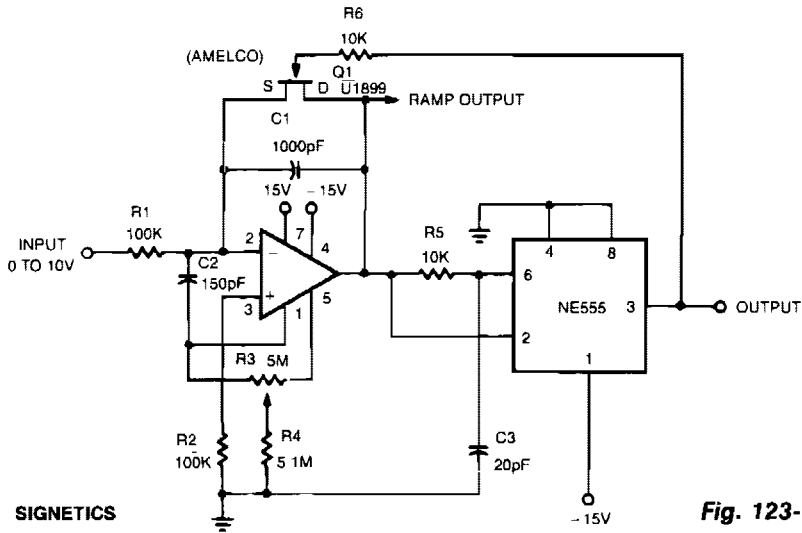 R6
10K
(AMELCO)
Q1
S D U1899
RAMP OUTPUT
C1
1000pF
15V -15V
R1
100K
INPUT
0 TO 10V
C2
150pF
2 − 7 4
3 + 1 5
R5
10K
4 8
6
NE555 3
2
1
OUTPUT
R3 5M
R2
100K
R4
5 1M
C3
20pF
-15V
SIGNETICS
Fig. 123-